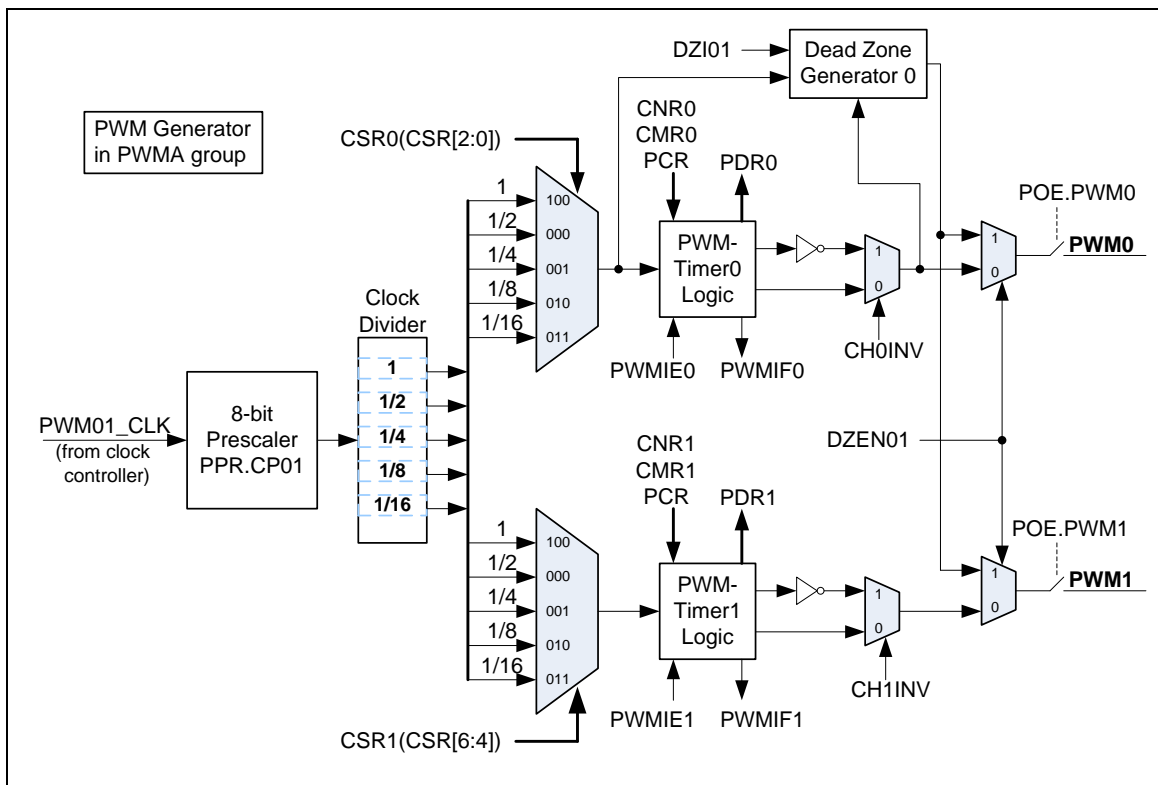 PWM Generator
in PWMA group
DZI01
Dead Zone
Generator 0
CSR0(CSR[2:0])
CNR0
CMR0
PCR
PDR0
1
1/2
1/4
1/8
1/16
100
000
001
010
011
PWM-
Timer0
Logic
1
0
PWMIE0
PWMIF0
CH0INV
1
0
POE.PWM0
PWM0
PWM01_CLK
(from clock
controller)
8-bit
Prescaler
PPR.CP01
Clock
Divider
1
1/2
1/4
1/8
1/16
DZEN01
CNR1
CMR1
PCR
PDR1
1
1/2
1/4
1/8
1/16
100
000
001
010
011
PWM-
Timer1
Logic
1
0
PWMIE1
PWMIF1
CH1INV
1
0
POE.PWM1
PWM1
CSR1(CSR[6:4])